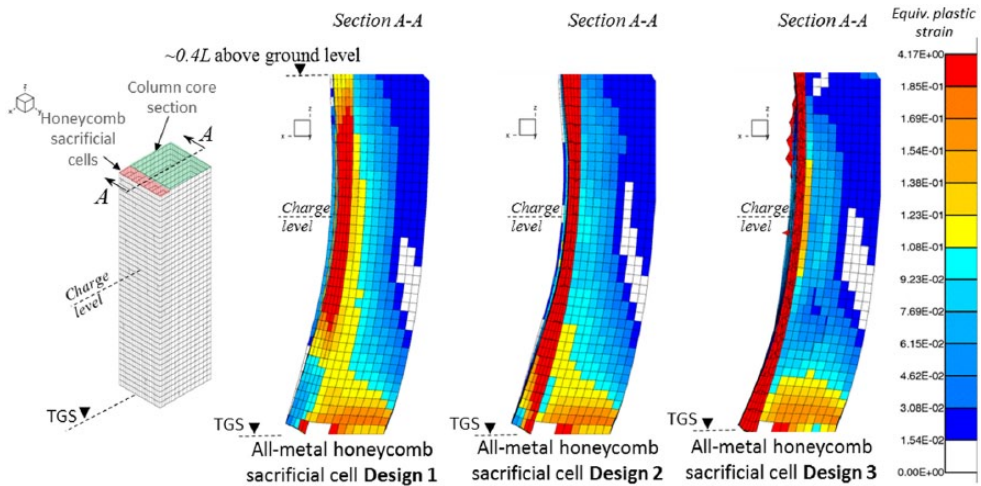 Section A-A
Section A-A
Section A-A
Equiv. plastic
strain
~0.4L above ground level
Column core
section
Honeycomb
sacrificial
cells
A
A
Charge
level
TGS
z
x
y
z
x
Charge
level
TGS
All-metal honeycomb
sacrificial cell Design 1
z
x
Charge
level
TGS
All-metal honeycomb
sacrificial cell Design 2
z
x
Charge
level
TGS
All-metal honeycomb
sacrificial cell Design 3
4.17E+00
1.85E-01
1.69E-01
1.54E-01
1.38E-01
1.23E-01
1.08E-01
9.23E-02
7.69E-02
6.15E-02
4.62E-02
3.08E-02
1.54E-02
0.00E+00